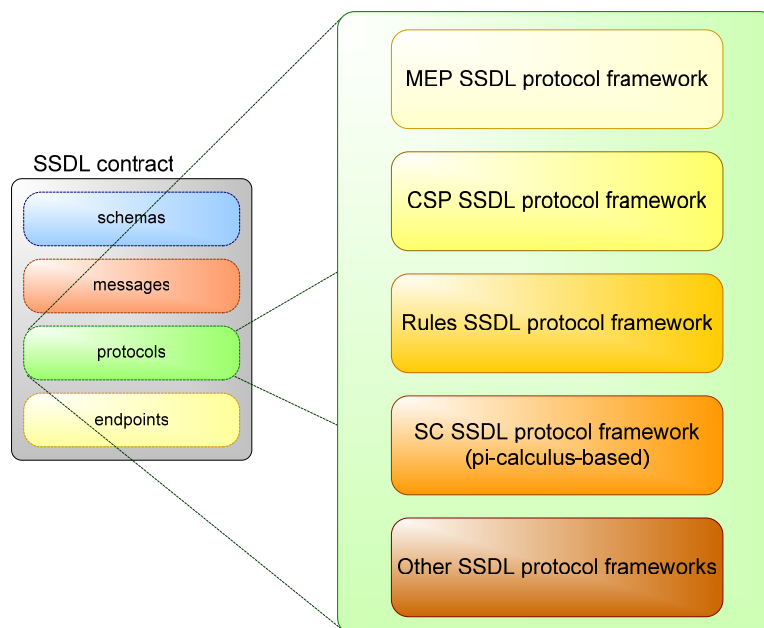 SSDL contract
schemas
messages
protocols
endpoints
MEP SSDL protocol framework
CSP SSDL protocol framework
Rules SSDL protocol framework
SC SSDL protocol framework
(pi-calculus-based)
Other SSDL protocol frameworks